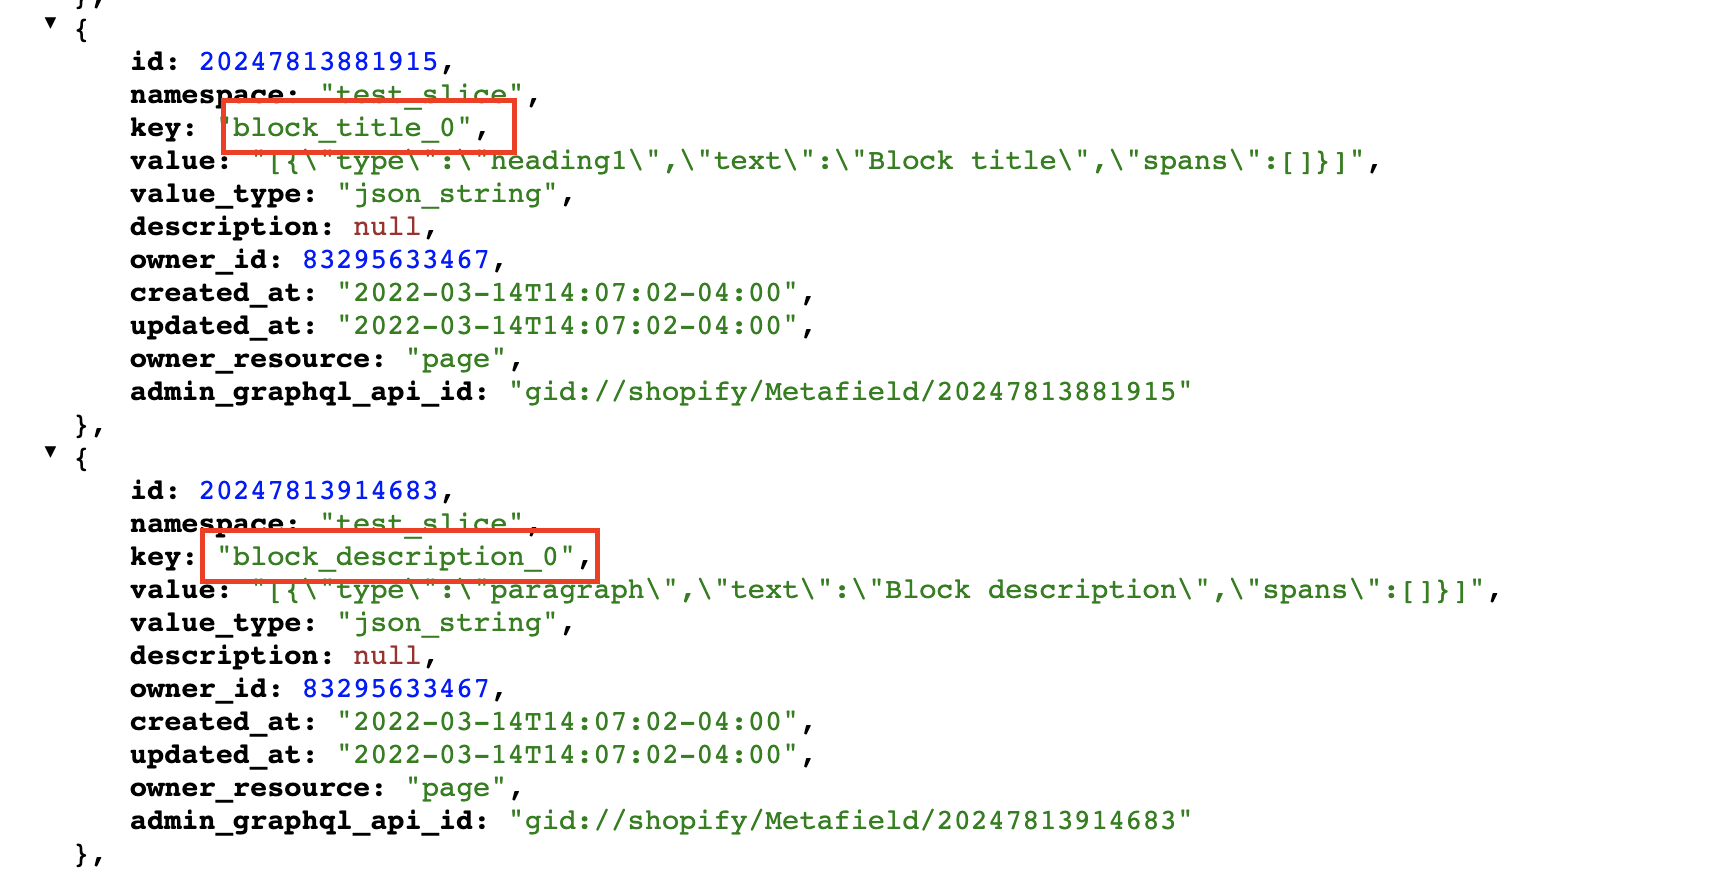 },
▼ {
id: 20247813881915,
namespace: "test_slice",
key: "block_title_0",
value: "[{\"type\":\"heading1\",\"text\":\"Block title\",\"spans\":[]}]",
value_type: "json_string",
description: null,
owner_id: 83295633467,
created_at: "2022-03-14T14:07:02-04:00",
updated_at: "2022-03-14T14:07:02-04:00",
owner_resource: "page",
admin_graphql_api_id: "gid://shopify/Metafield/20247813881915"
},
▼ {
id: 20247813914683,
namespace: "test_slice",
key: "block_description_0",
value: "[{\"type\":\"paragraph\",\"text\":\"Block description\",\"spans\":[]}]",
value_type: "json_string",
description: null,
owner_id: 83295633467,
created_at: "2022-03-14T14:07:02-04:00",
updated_at: "2022-03-14T14:07:02-04:00",
owner_resource: "page",
admin_graphql_api_id: "gid://shopify/Metafield/20247813914683"
},